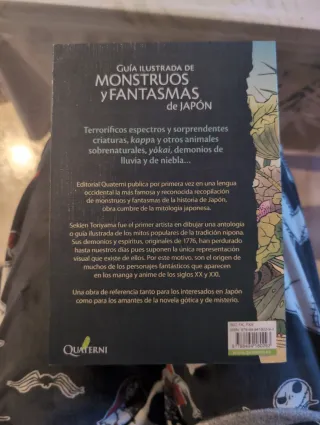 GUÍA ILUSTRADA DE
MONSTRUOS
Y FANTASMAS
DE JAPÓN
Terroríficos espectros y sorprendentes
criaturas, kappa y otros animales
sobrenaturales, yōkai, demonios de
lluvia y de niebla...
Editorial Quaterni publica por primera vez en una lengua
occidental la más famosa y reconocida recopilación
de monstruos y fantasmas de la historia de Japón,
obra cumbre de la mitología japonesa.
Sekien Toriyama fue el primer artista en dibujar una antología
o guía ilustrada de los mitos populares de la tradición nipona.
Sus demonios y espíritus, originales de 1776, han perdurado
hasta nuestros días pues suponen la única representación
visual que existe de ellos. Por este motivo, son el origen de
muchos de los personajes fantásticos que aparecen
en los manga y anime de los siglos XX y XXI.
Una obra de referencia tanto para los interesados en Japón
como para los amantes de la novela gótica y de misterio.
QUATERNI